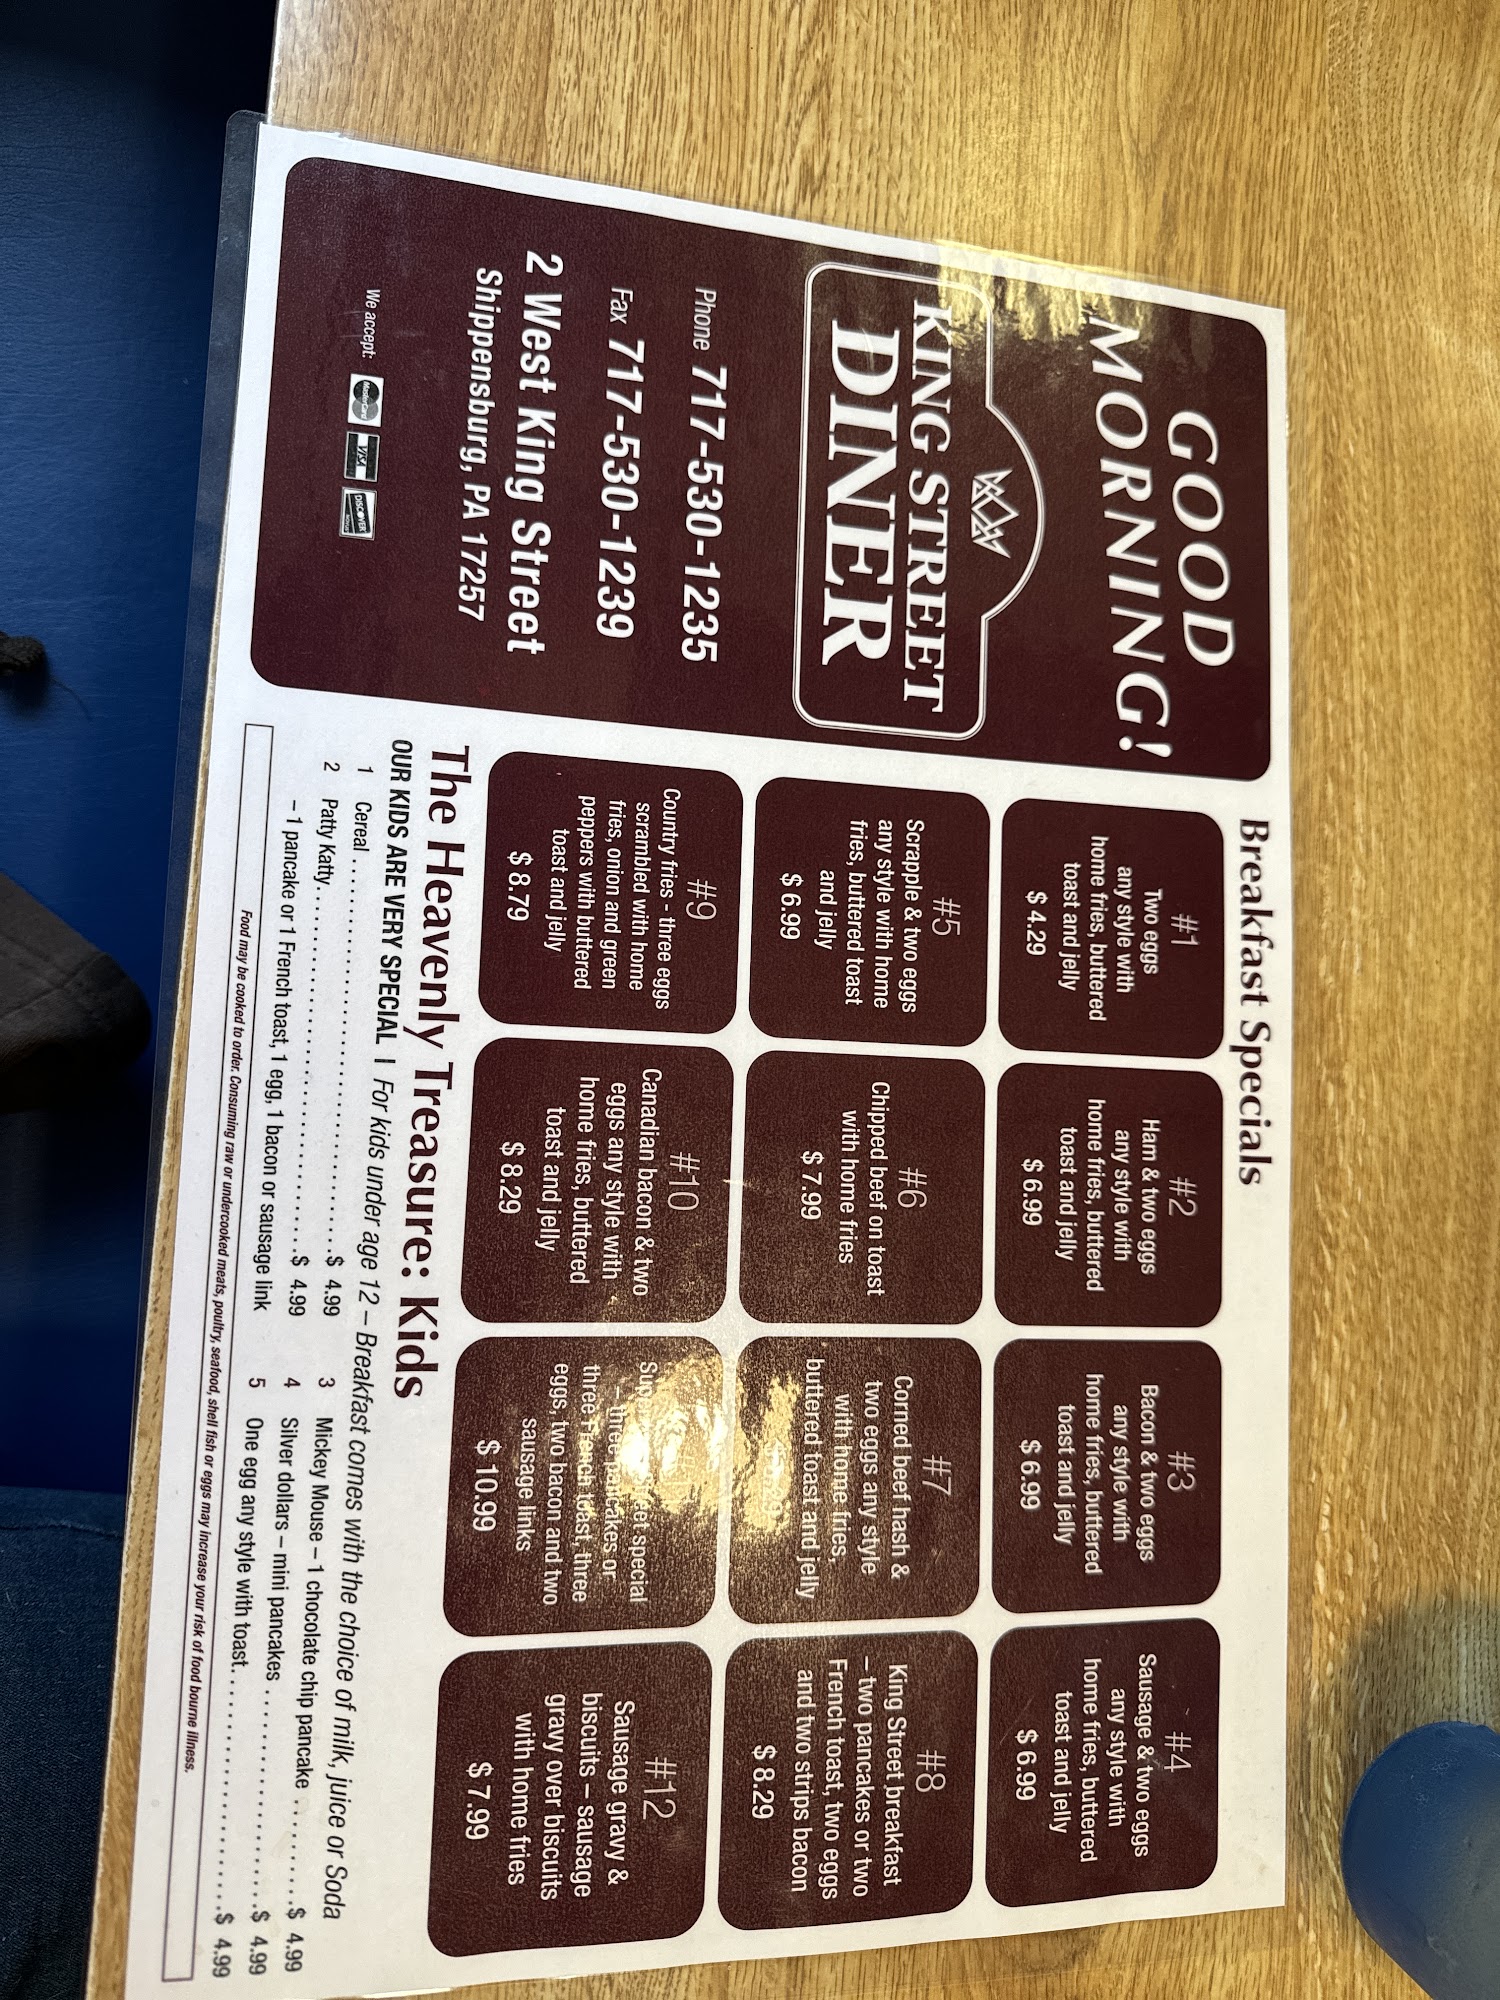 GOOD
MORNING!
KING STREET
DINER
Phone 717-530-1235
Fax 717-530-1239
2 West King Street
Shippensburg, PA 17257
We accept:
MasterCard
VISA
DISCOVER
Breakfast Specials
#1
Two eggs
any style with
home fries, buttered
toast and jelly
$ 4.29
#2
Ham & two eggs
any style with
home fries, buttered
toast and jelly
$ 6.99
#3
Bacon & two eggs
any style with
home fries, buttered
toast and jelly
$ 6.99
#4
Sausage & two eggs
any style with
home fries, buttered
toast and jelly
$ 6.99
#5
Scrapple & two eggs
any style with home
fries, buttered toast
and jelly
$ 6.99
#6
Chipped beef on toast
with home fries
$ 7.99
#7
Corned beef hash &
two eggs any style
with home fries,
buttered toast and jelly
#8
King Street breakfast
– two pancakes or two
French toast, two eggs
and two strips bacon
$ 8.29
#9
Country fries - three eggs
scrambled with home
fries, onion and green
peppers with buttered
toast and jelly
$ 8.79
#10
Canadian bacon & two
eggs any style with
home fries, buttered
toast and jelly
$ 8.29
special
– three pancakes or
three French toast, three
eggs, two bacon and two
sausage links
$ 10.99
#12
Sausage gravy &
biscuits – sausage
gravy over biscuits
with home fries
$ 7.99
The Heavenly Treasure: Kids
OUR KIDS ARE VERY SPECIAL | For kids under age 12 – Breakfast comes with the choice of milk, juice or Soda
1 Cereal $ 4.99
2 Patty Katty $ 4.99
– 1 pancake or 1 French toast, 1 egg, 1 bacon or sausage link
3 Mickey Mouse – 1 chocolate chip pancake $ 4.99
4 Silver dollars – mini pancakes $ 4.99
5 One egg any style with toast $ 4.99
Food may be cooked to order. Consuming raw or undercooked meats, poultry, seafood, shell fish or eggs may increase your risk of food bourne illness.